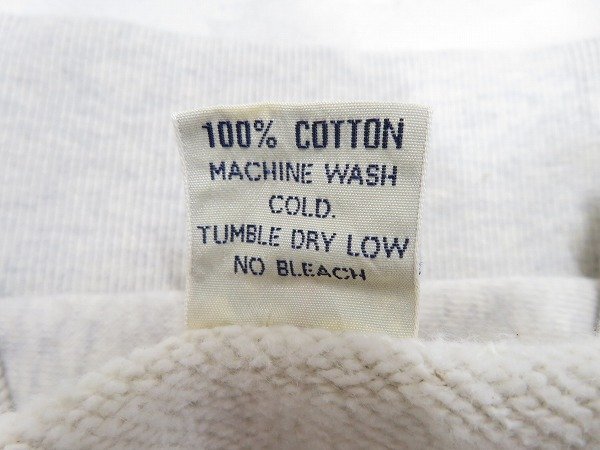 100% COTTON
MACHINE WASH
COLD.
TUMBLE DRY LOW
NO BLEACH